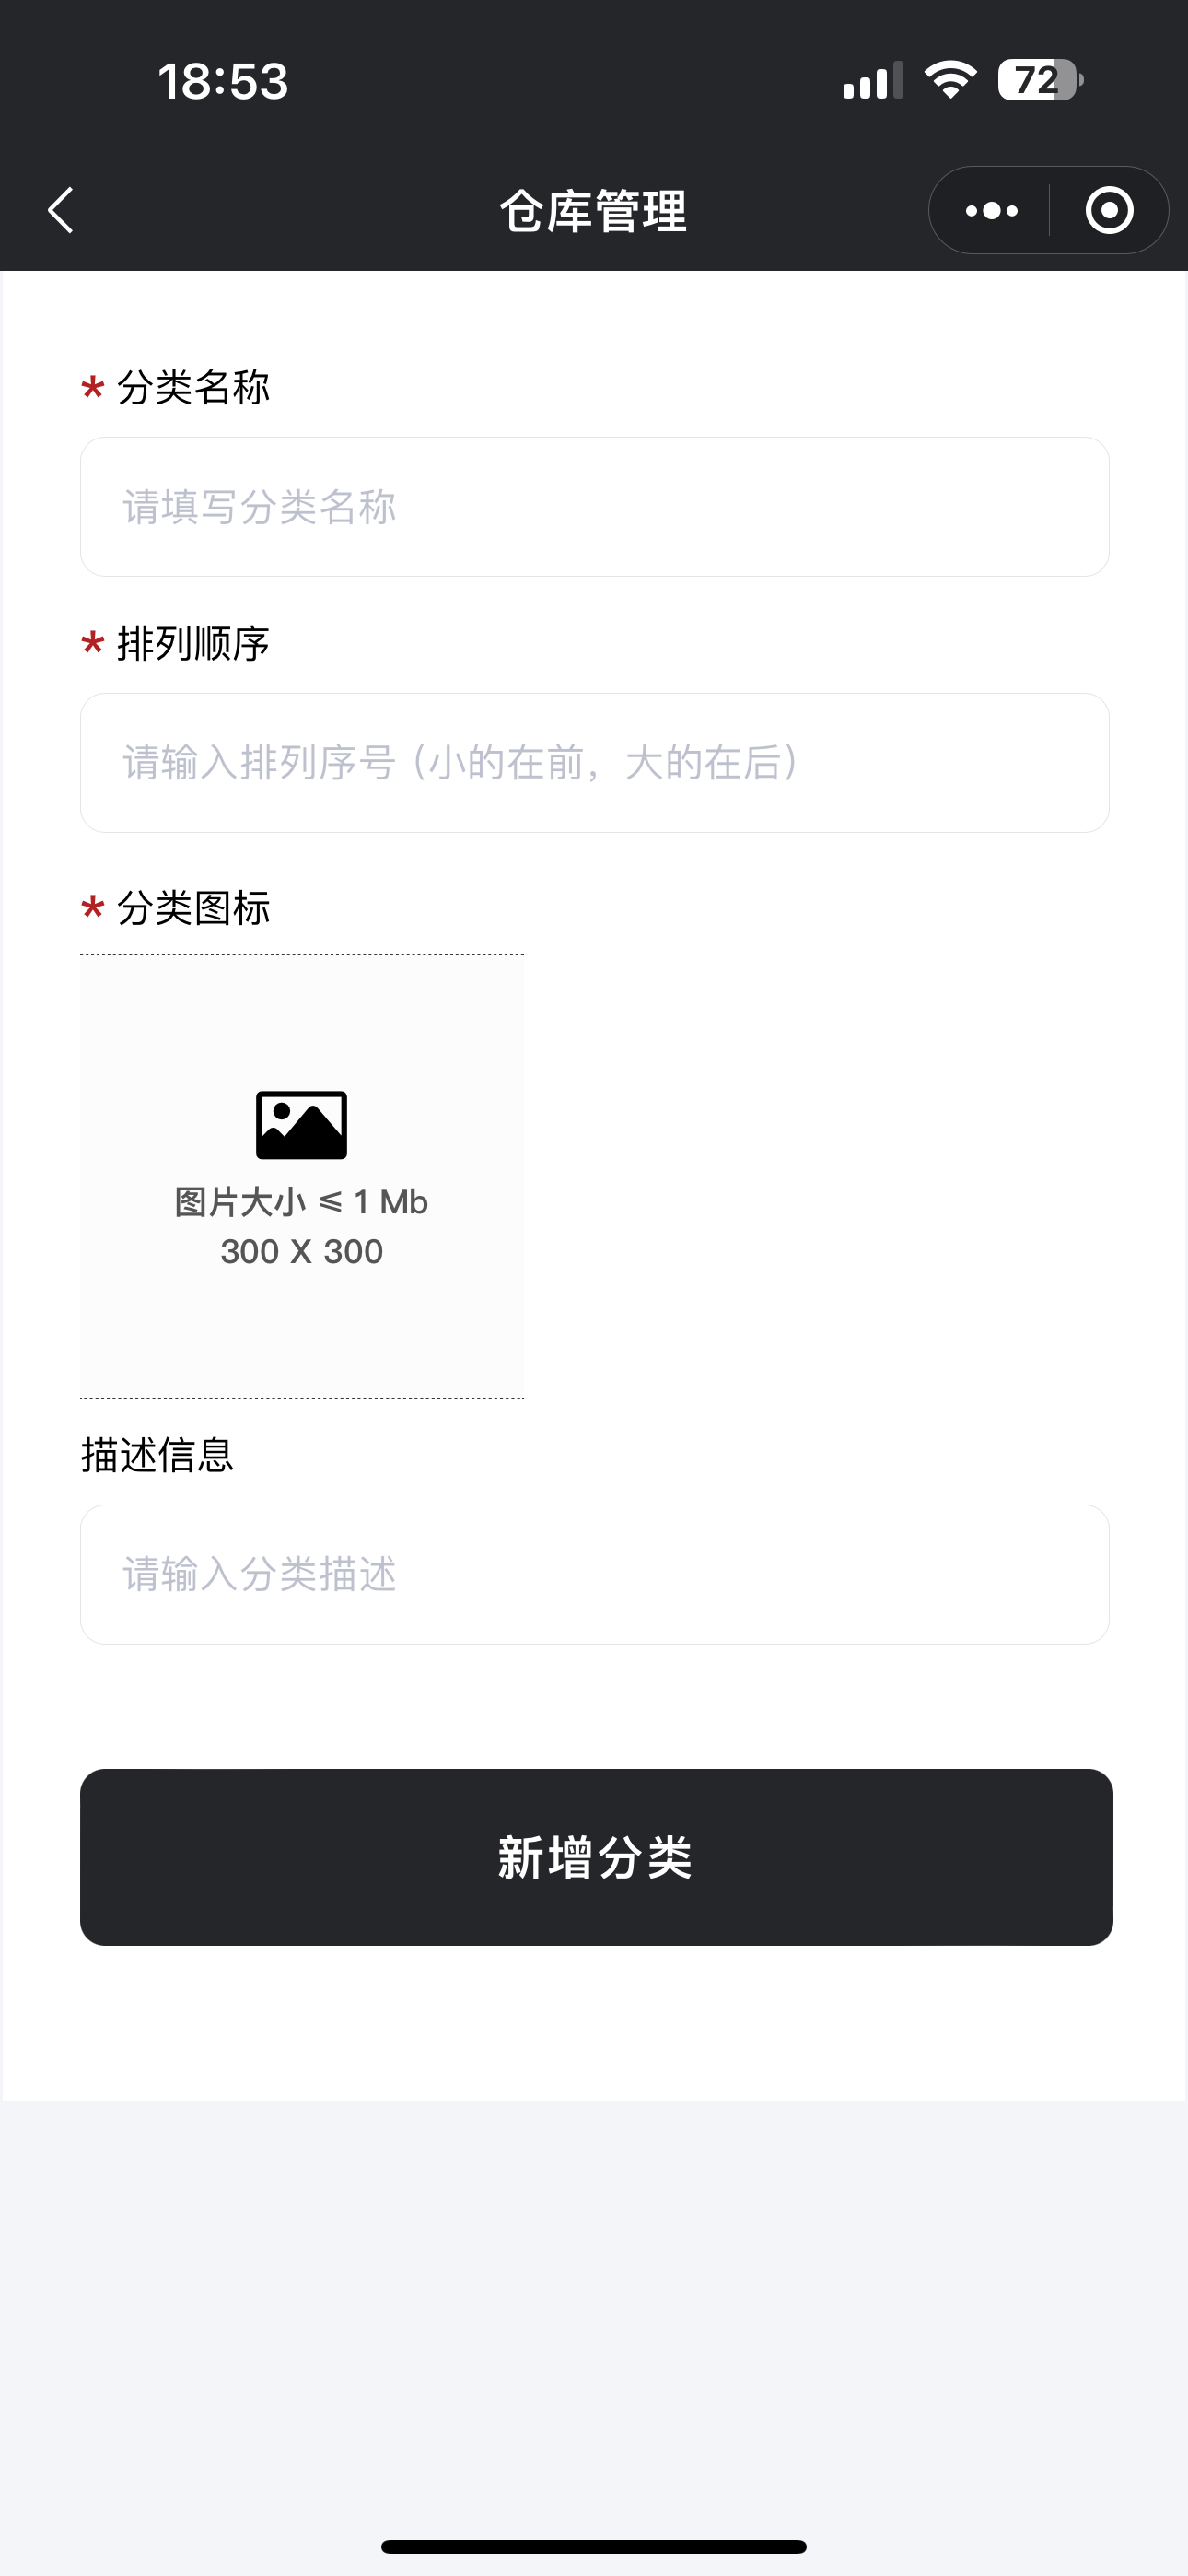 18:53
72
仓库管理
* 分类名称
请填写分类名称
* 排列顺序
请输入排列序号 (小的在前，大的在后)
* 分类图标
图片大小 ≤ 1 Mb
300 X 300
描述信息
请输入分类描述
新增分类